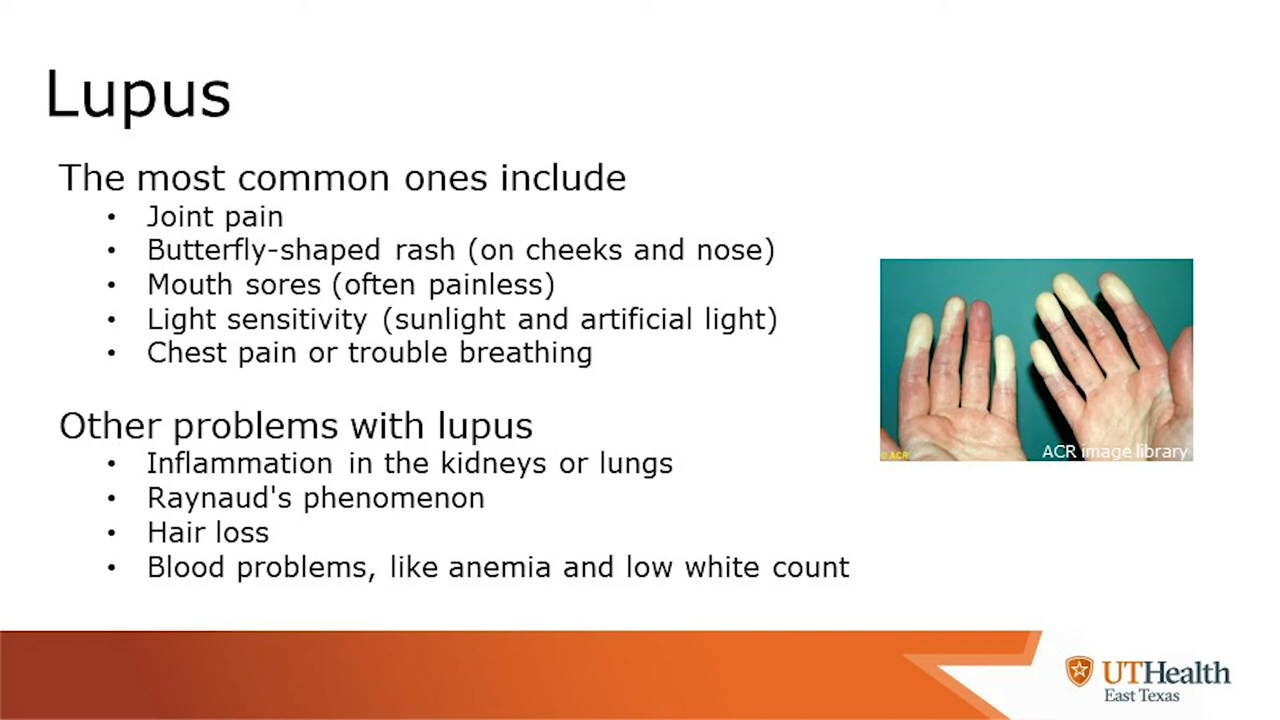 Lupus
The most common ones include
• Joint pain
• Butterfly-shaped rash (on cheeks and nose)
• Mouth sores (often painless)
• Light sensitivity (sunlight and artificial light)
• Chest pain or trouble breathing
Other problems with lupus
• Inflammation in the kidneys or lungs
• Raynaud's phenomenon
• Hair loss
• Blood problems, like anemia and low white count
© ACR
ACR image library
UTHealth
East Texas